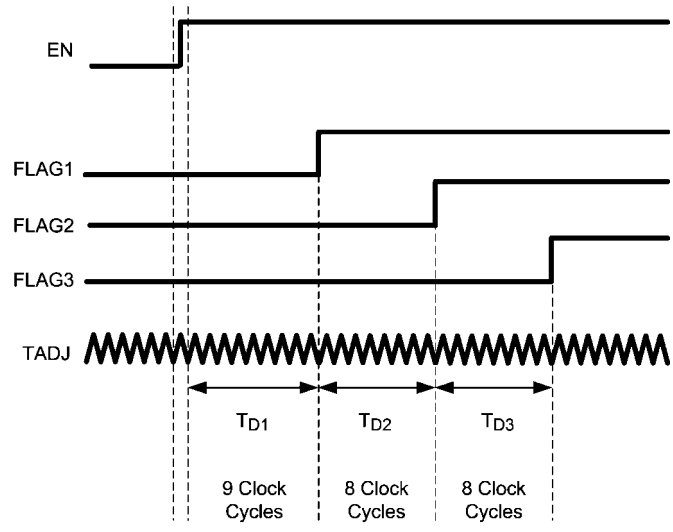 EN
FLAG1
FLAG2
FLAG3
TADJ
TD1
TD2
TD3
9 Clock
Cycles
8 Clock
Cycles
8 Clock
Cycles